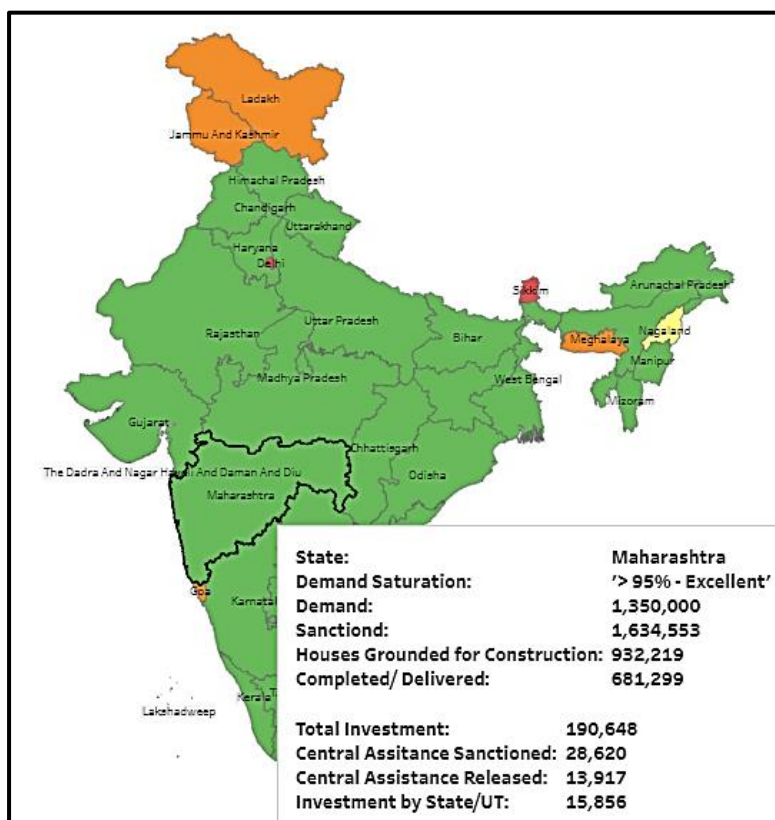 Ladakh
Jammu And Kashmir
Himachal Pradesh
Chandigarh
Uttarakhand
Haryana
Delhi
Sikkim
Arunachal Pradesh
Rajasthan
Uttar Pradesh
Bihar
Meghalaya
Nagaland
Manipur
Madhya Pradesh
West Bengal
Mizoram
Gujarat
Chhattisgarh
The Dadra And Nagar Haveli And Daman And Diu
Odisha
Maharashtra
Goa
Karnatak
Kerala
Lakshadweep
State: Maharashtra
Demand Saturation: '> 95% - Excellent'
Demand: 1,350,000
Sanctiond: 1,634,553
Houses Grounded for Construction: 932,219
Completed/ Delivered: 681,299
Total Investment: 190,648
Central Assitance Sanctioned: 28,620
Central Assistance Released: 13,917
Investment by State/UT: 15,856